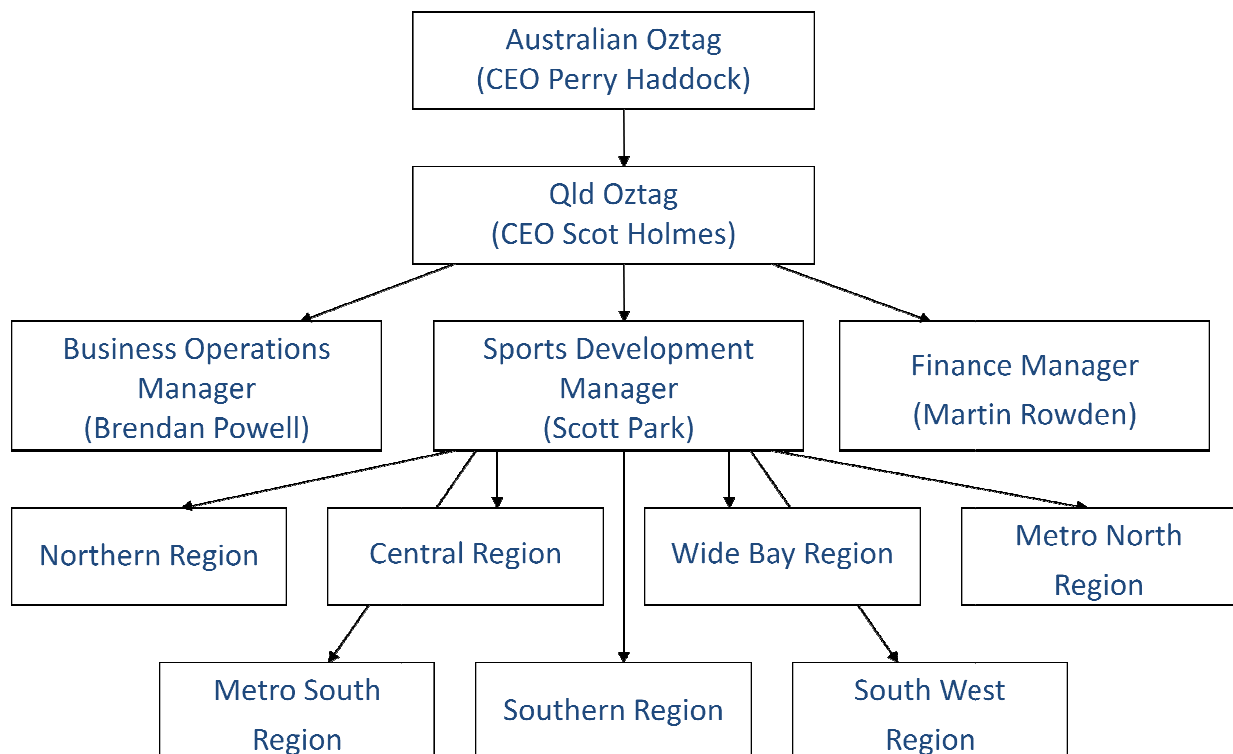 Australian Oztag
(CEO Perry Haddock)
Qld Oztag
(CEO Scot Holmes)
Business Operations
Manager
(Brendan Powell)
Sports Development
Manager
(Scott Park)
Finance Manager
(Martin Rowden)
Northern Region
Central Region
Wide Bay Region
Metro North
Region
Metro South
Region
Southern Region
South West
Region